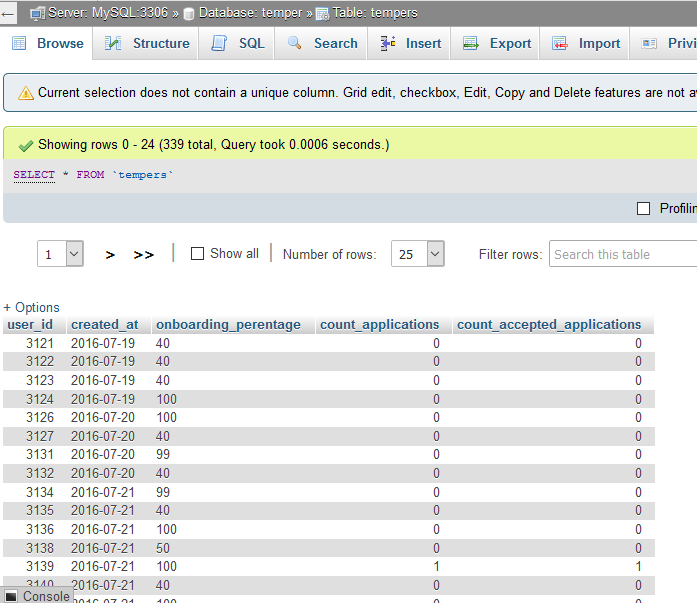 Server: MySQL:3306 » Database: temper » Table: tempers
Browse Structure SQL Search Insert Export Import Privi
Current selection does not contain a unique column. Grid edit, checkbox, Edit, Copy and Delete features are not av
Showing rows 0 - 24 (339 total, Query took 0.0006 seconds.)
SELECT * FROM `tempers`
Profilin
1 > >> Show all Number of rows: 25 Filter rows: Search this table
+ Options
user_id created_at onboarding_perentage count_applications count_accepted_applications
3121 2016-07-19 40 0 0
3122 2016-07-19 40 0 0
3123 2016-07-19 40 0 0
3124 2016-07-19 100 0 0
3126 2016-07-20 100 0 0
3127 2016-07-20 40 0 0
3131 2016-07-20 99 0 0
3132 2016-07-20 40 0 0
3134 2016-07-21 99 0 0
3135 2016-07-21 40 0 0
3136 2016-07-21 100 0 0
3138 2016-07-21 50 0 0
3139 2016-07-21 100 1 1
3140 2016-07-21 40 0 0
Console